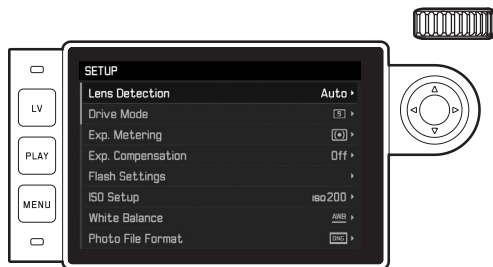 LV
PLAY
MENU
SETUP
Lens Detection Auto
Drive Mode S
Exp. Metering
Exp. Compensation Off
Flash Settings
ISO Setup ISO200
White Balance AWB
Photo File Format DNG